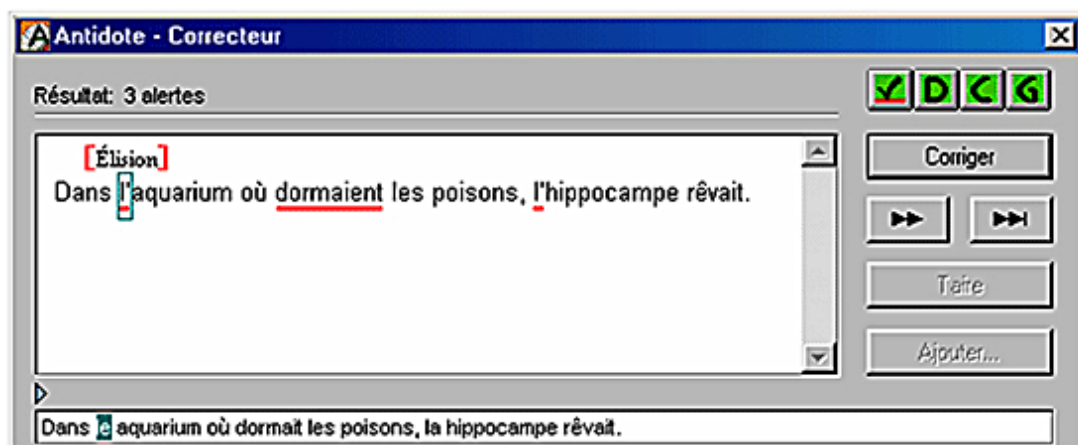 Antidote - Correcteur
Résultat: 3 alertes
D C G
[Élision]
Dans l'aquarium où dormaient les poisons, l'hippocampe rêvait.
Corriger
Taire
Ajouter...
Dans e aquarium où dormait les poisons, la hippocampe rêvait.